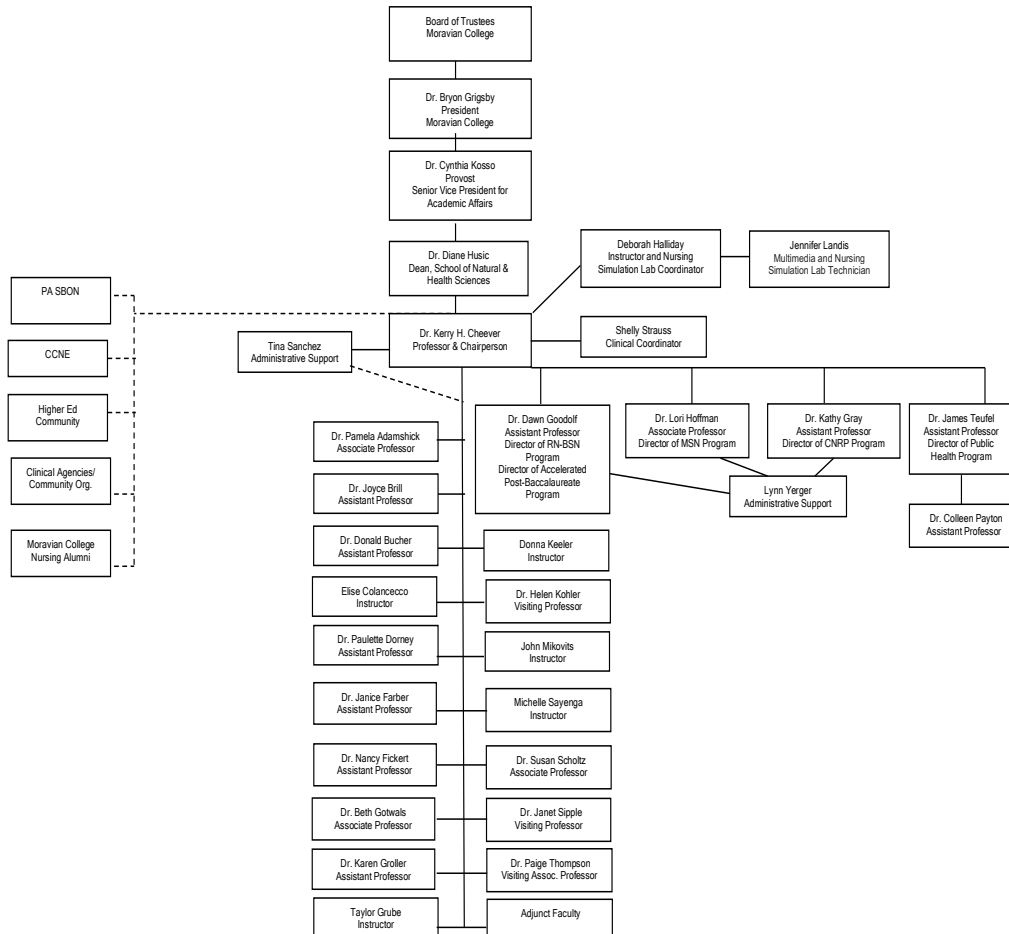 Board of Trustees
Moravian College
Dr. Bryon Grigsby
President
Moravian College
Dr. Cynthia Kosso
Provost
Senior Vice President for
Academic Affairs
Dr. Diane Husic
Dean, School of Natural &
Health Sciences
Deborah Halliday
Instructor and Nursing
Simulation Lab Coordinator
Jennifer Landis
Multimedia and Nursing
Simulation Lab Technician
PA SBON
CCNE
Higher Ed
Community
Clinical Agencies/
Community Org.
Moravian College
Nursing Alumni
Tina Sanchez
Administrative Support
Dr. Kerry H. Cheever
Professor & Chairperson
Shelly Strauss
Clinical Coordinator
Dr. Dawn Goodolf
Assistant Professor
Director of RN-BSN
Program
Director of Accelerated
Post-Baccalaureate
Program
Dr. Lori Hoffman
Associate Professor
Director of MSN Program
Dr. Kathy Gray
Assistant Professor
Director of CNRP Program
Dr. James Teufel
Assistant Professor
Director of Public
Health Program
Lynn Yerger
Administrative Support
Dr. Colleen Payton
Assistant Professor
Dr. Pamela Adamshick
Associate Professor
Dr. Joyce Brill
Assistant Professor
Dr. Donald Bucher
Assistant Professor
Donna Keeler
Instructor
Elise Colancecco
Instructor
Dr. Helen Kohler
Visiting Professor
Dr. Paulette Dorney
Assistant Professor
John Mikovits
Instructor
Dr. Janice Farber
Assistant Professor
Michelle Sayenga
Instructor
Dr. Nancy Fickert
Assistant Professor
Dr. Susan Scholtz
Associate Professor
Dr. Beth Gotwals
Associate Professor
Dr. Janet Sipple
Visiting Professor
Dr. Karen Groller
Assistant Professor
Dr. Paige Thompson
Visiting Assoc. Professor
Taylor Grube
Instructor
Adjunct Faculty